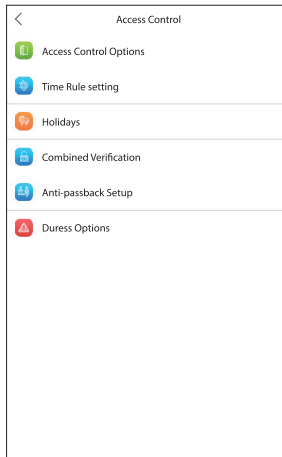 Access Control
Access Control Options
Time Rule setting
Holidays
Combined Verification
Anti-passback Setup
Duress Options